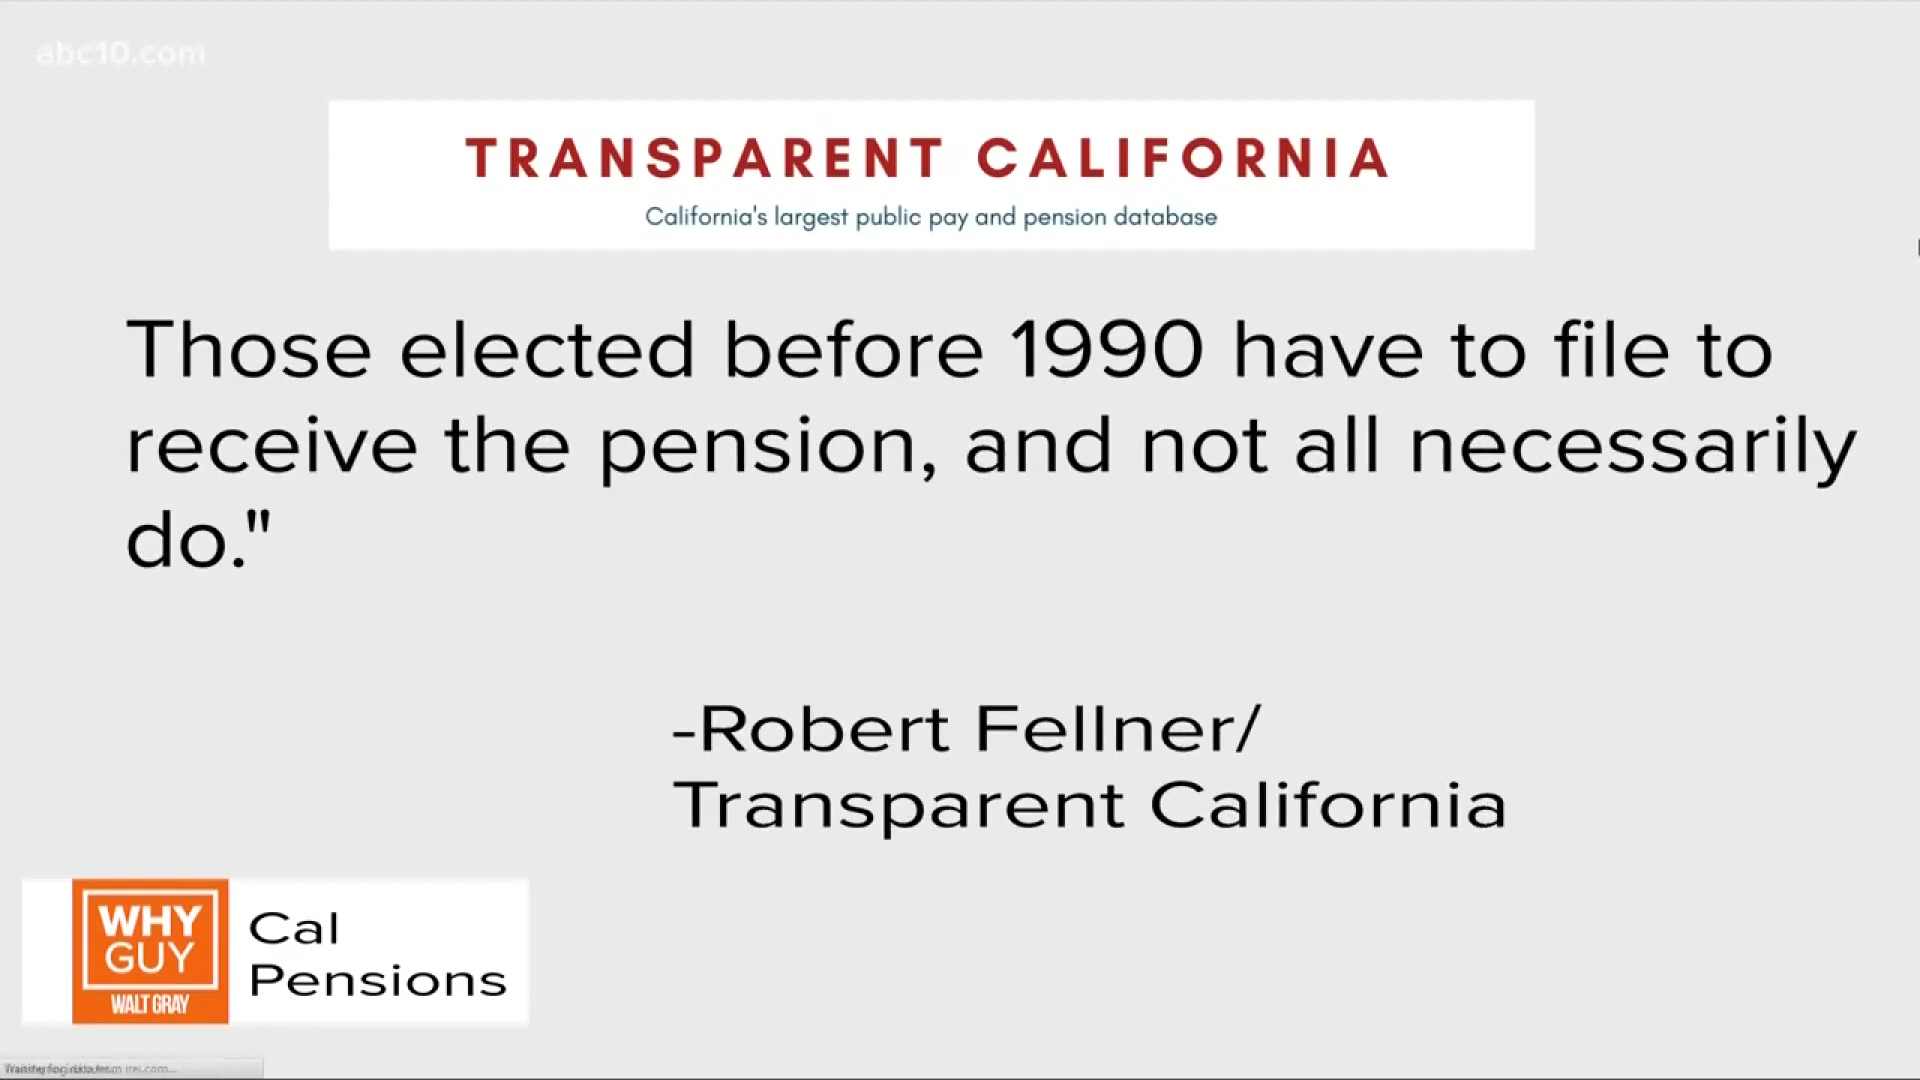 abc10.com
TRANSPARENT CALIFORNIA
California's largest public pay and pension database
Those elected before 1990 have to file to
receive the pension, and not all necessarily
do."
-Robert Fellner/
Transparent California
WHY
GUY
WALT GRAY
Cal
Pensions